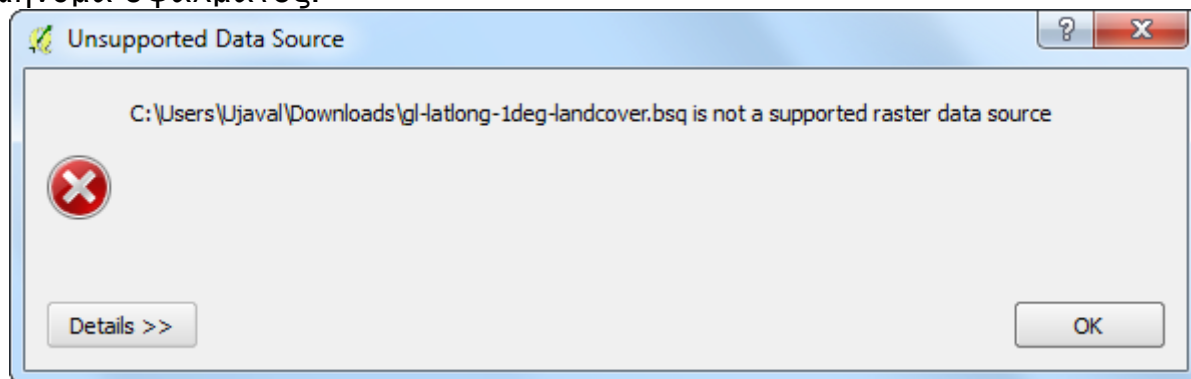 Unsupported Data Source
C:\Users\Ujaval\Downloads\gl-latlong-1deg-landcover.bsq is not a supported raster data source
Details >>
OK